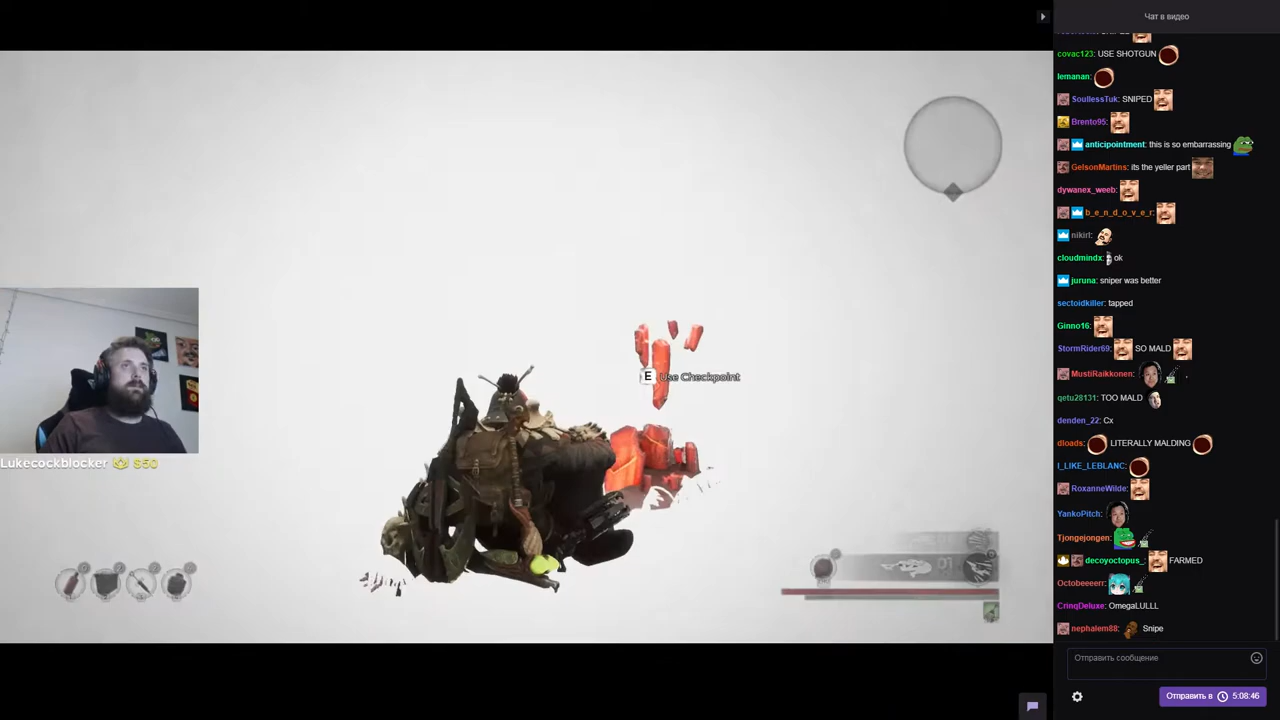 Чат в видео
covac123: USE SHOTGUN
lemanan:
SoullessTuk: SNIPED
Brento95:
anticipointment: this is so embarrassing
GelsonMartins: its the yeller part
dywanex_weeb:
b_e_n_d_o_v_e_r:
nikirl:
cloudmindx: ok
juruna: sniper was better
sectoidkiller: tapped
Ginno16:
StormRider69: SO MALD
MustiRaikkonen: ,
qetu28131: TOO MALD
denden_22: Cx
dloads: LITERALLY MALDING
I_LIKE_LEBLANC:
RoxanneWilde:
YankoPitch:
Tjongejongen:
decoyoctopus_: FARMED
Octobeeeerr:
CrinqDeluxe: OmegaLULLL
nephalem88: Snipe
Отправить сообщение
Отправить в 5:08:46
E Use Checkpoint
Lukecockblocker $50
01